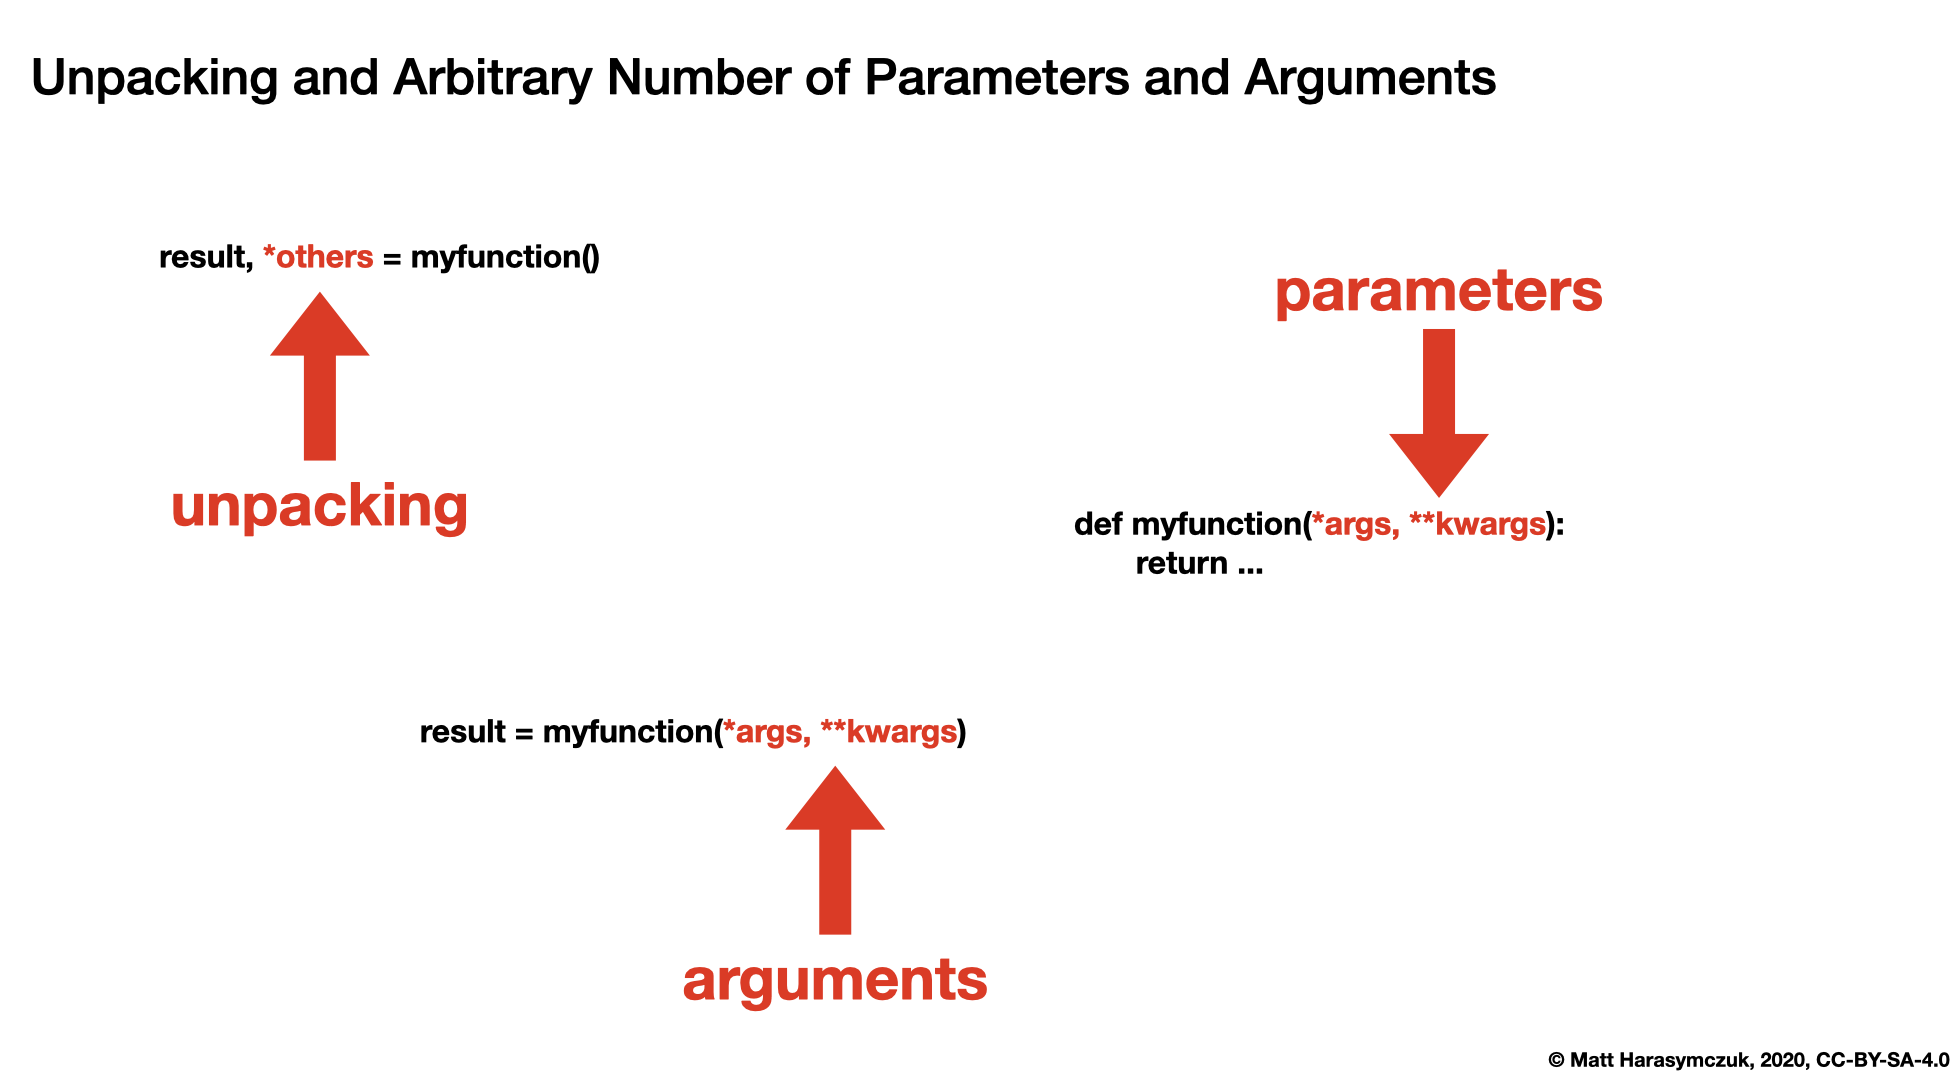 Unpacking and Arbitrary Number of Parameters and Arguments
result, *others = myfunction()
unpacking
parameters
def myfunction(*args, **kwargs):
return ...
result = myfunction(*args, **kwargs)
arguments
© Matt Harasymczuk, 2020, CC-BY-SA-4.0